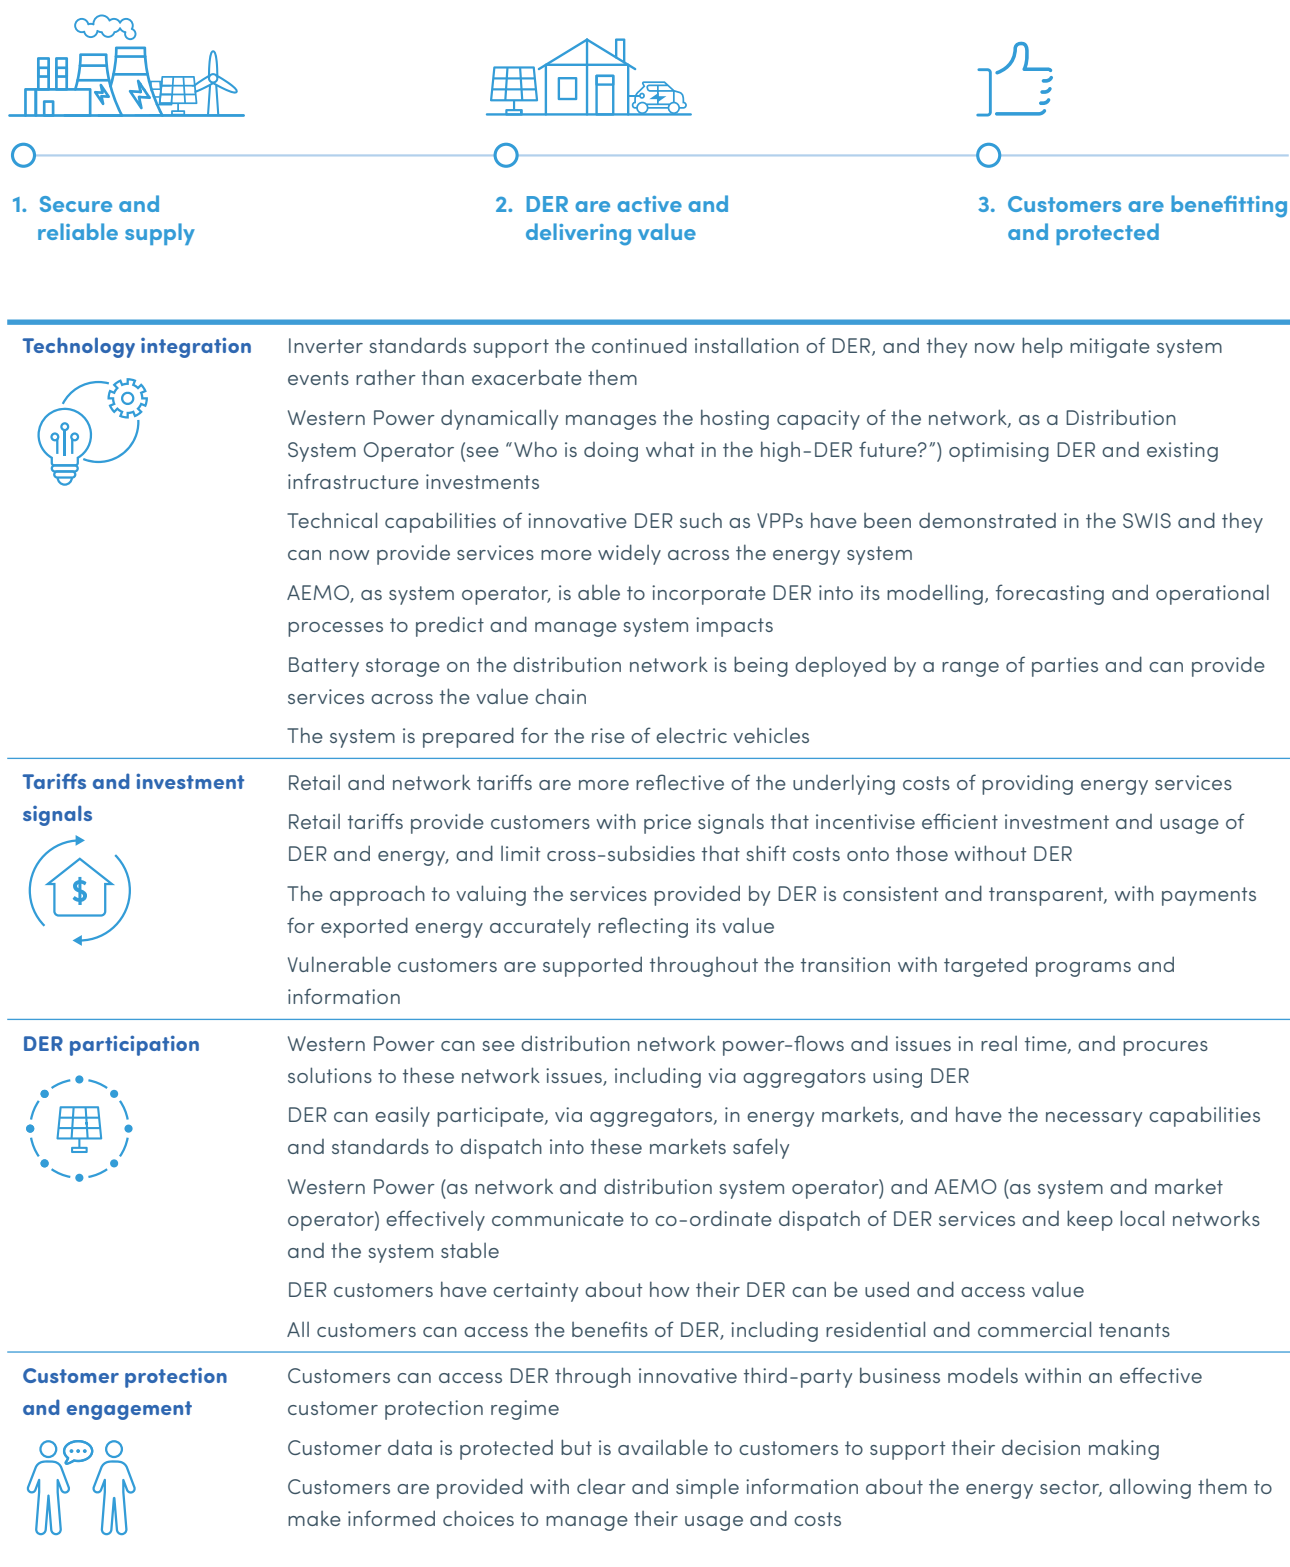 1. Secure and
reliable supply
2. DER are active and
delivering value
3. Customers are benefitting
and protected
Technology integration
Inverter standards support the continued installation of DER, and they now help mitigate system
events rather than exacerbate them
Western Power dynamically manages the hosting capacity of the network, as a Distribution
System Operator (see “Who is doing what in the high-DER future?”) optimising DER and existing
infrastructure investments
Technical capabilities of innovative DER such as VPPs have been demonstrated in the SWIS and they
can now provide services more widely across the energy system
AEMO, as system operator, is able to incorporate DER into its modelling, forecasting and operational
processes to predict and manage system impacts
Battery storage on the distribution network is being deployed by a range of parties and can provide
services across the value chain
The system is prepared for the rise of electric vehicles
Tariffs and investment
signals
$
Retail and network tariffs are more reflective of the underlying costs of providing energy services
Retail tariffs provide customers with price signals that incentivise efficient investment and usage of
DER and energy, and limit cross-subsidies that shift costs onto those without DER
The approach to valuing the services provided by DER is consistent and transparent, with payments
for exported energy accurately reflecting its value
Vulnerable customers are supported throughout the transition with targeted programs and
information
DER participation
Western Power can see distribution network power-flows and issues in real time, and procures
solutions to these network issues, including via aggregators using DER
DER can easily participate, via aggregators, in energy markets, and have the necessary capabilities
and standards to dispatch into these markets safely
Western Power (as network and distribution system operator) and AEMO (as system and market
operator) effectively communicate to co-ordinate dispatch of DER services and keep local networks
and the system stable
DER customers have certainty about how their DER can be used and access value
All customers can access the benefits of DER, including residential and commercial tenants
Customer protection
and engagement
Customers can access DER through innovative third-party business models within an effective
customer protection regime
Customer data is protected but is available to customers to support their decision making
Customers are provided with clear and simple information about the energy sector, allowing them to
make informed choices to manage their usage and costs